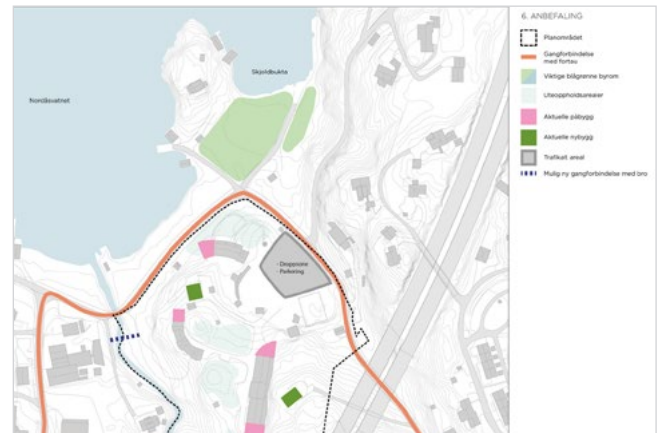 6. ANBEFALING
Planområdet
Gangforbindelse
med fortau
Viktige blågrønne byrom
Uteoppholdsarealer
Aktuelle påbygg
Aktuelle nybygg
Trafikalt areal
Mulig ny gangforbindelse med bro
Skjoldbukta
Nordåsvatnet
- Droppsone
- Parkering